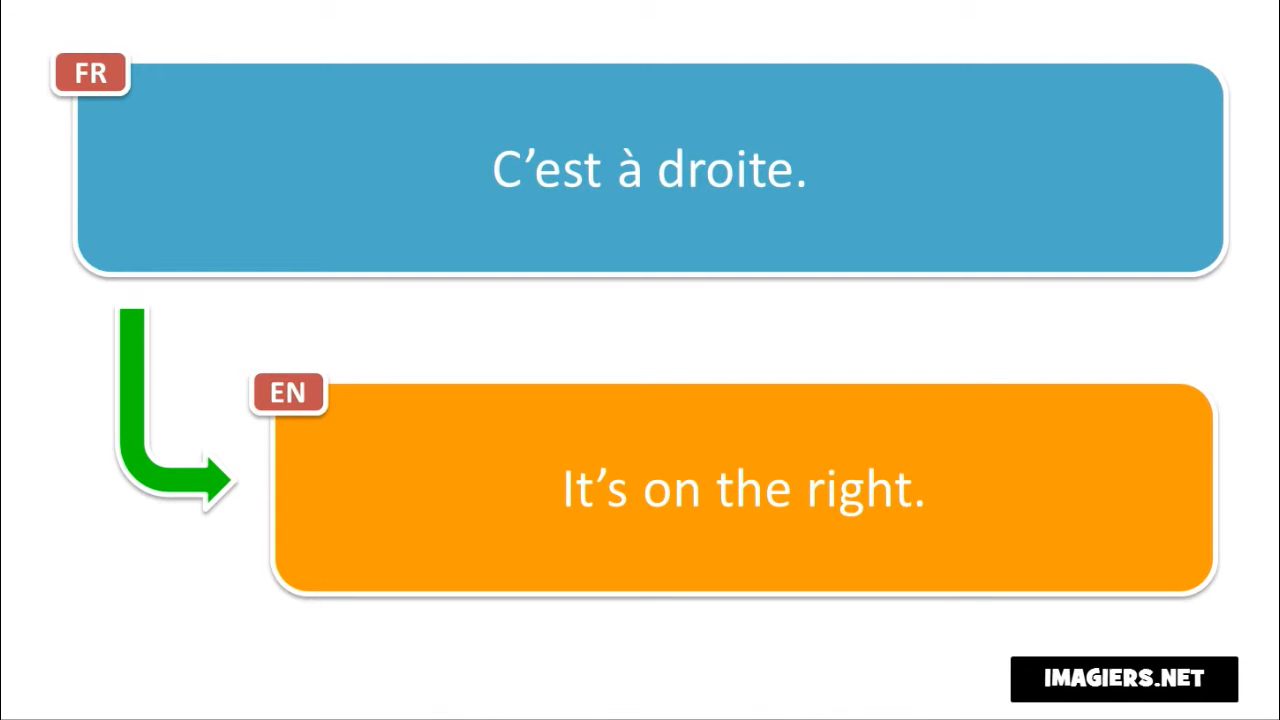 FR
C’est à droite.
EN
It’s on the right.
IMAGIERS.NET